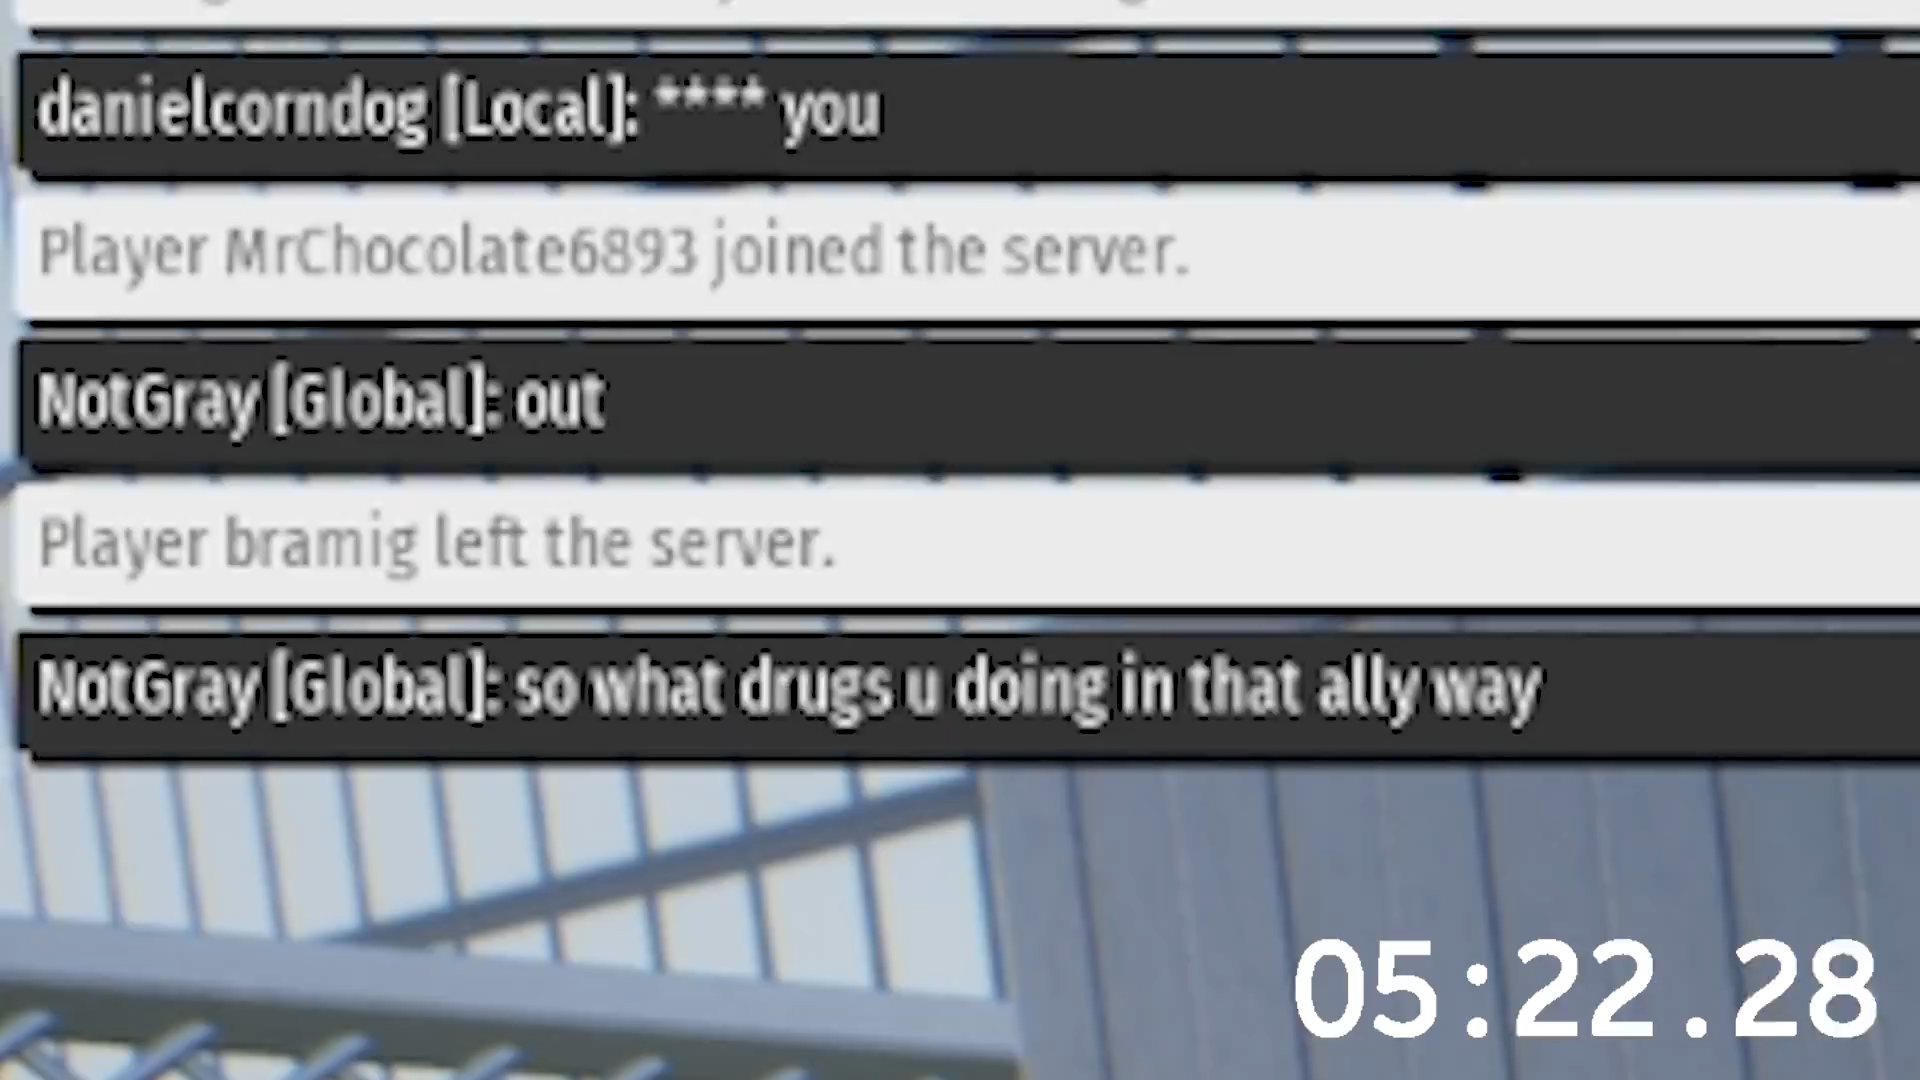 danielcorndog [Local]: **** you
Player MrChocolate6893 joined the server.
NotGray [Global]: out
Player bramig left the server.
NotGray [Global]: so what drugs u doing in that ally way
05:22.28